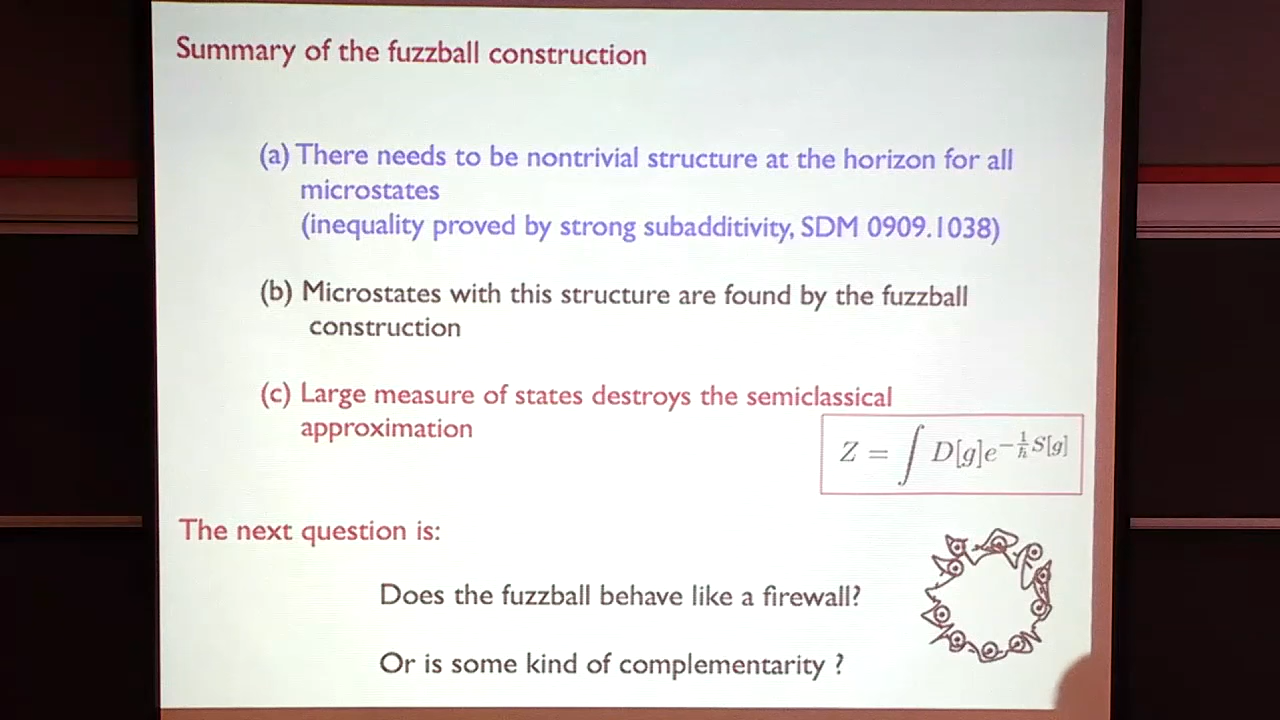 Summary of the fuzzball construction
(a) There needs to be nontrivial structure at the horizon for all
microstates
(inequality proved by strong subadditivity, SDM 0909.1038)
(b) Microstates with this structure are found by the fuzzball
construction
(c) Large measure of states destroys the semiclassical
approximation
Z = ∫ D[g]e^{-\frac{1}{ħ}S[g]}
The next question is:
Does the fuzzball behave like a firewall?
Or is some kind of complementarity ?